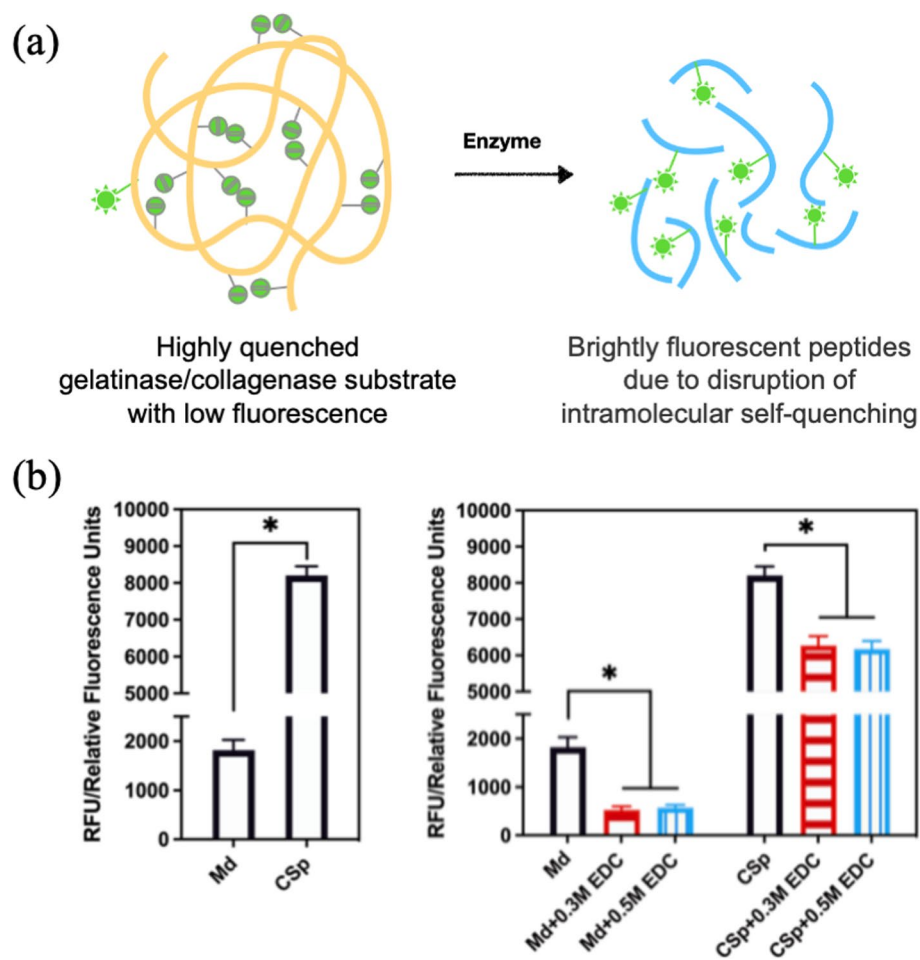 (a)
Enzyme
Highly quenched
gelatinase/collagenase substrate
with low fluorescence
Brightly fluorescent peptides
due to disruption of
intramolecular self-quenching
(b)
RFU/Relative Fluorescence Units
10000
9000
8000
7000
6000
5000
2000
1000
0
*
Md
CSp
RFU/Relative Fluorescence Units
10000
9000
8000
7000
6000
5000
2000
1000
0
*
*
Md
Md+0.3M EDC
Md+0.5M EDC
CSp
CSp+0.3M EDC
CSp+0.5M EDC